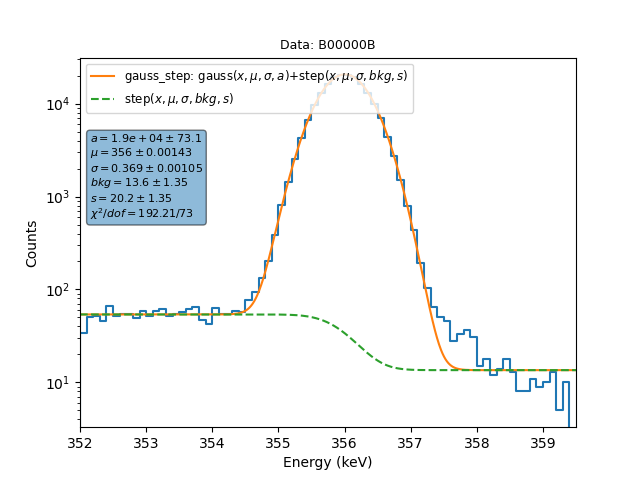 Data: B00000B
gauss_step: gauss(x, μ, σ, a)+step(x, μ, σ, bkg, s)
step(x, μ, σ, bkg, s)
a = 1.9e + 04 ± 73.1
μ = 356 ± 0.00143
σ = 0.369 ± 0.00105
bkg = 13.6 ± 1.35
s = 20.2 ± 1.35
χ²/dof = 192.21/73
Counts
10⁴
10³
10²
10¹
352 353 354 355 356 357 358 359
Energy (keV)